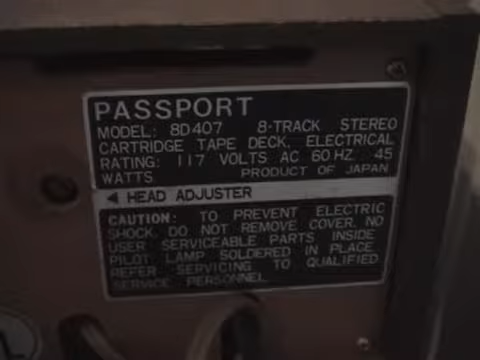 PASSPORT
MODEL: 8D407 8-TRACK STEREO
CARTRIDGE TAPE DECK. ELECTRICAL
RATING: 117 VOLTS AC 60 HZ 45
WATTS PRODUCT OF JAPAN
◄ HEAD ADJUSTER
CAUTION: TO PREVENT ELECTRIC
SHOCK, DO NOT REMOVE COVER. NO
USER SERVICEABLE PARTS INSIDE.
PILOT LAMP SOLDERED IN PLACE.
REFER SERVICING TO QUALIFIED
SERVICE PERSONNEL.